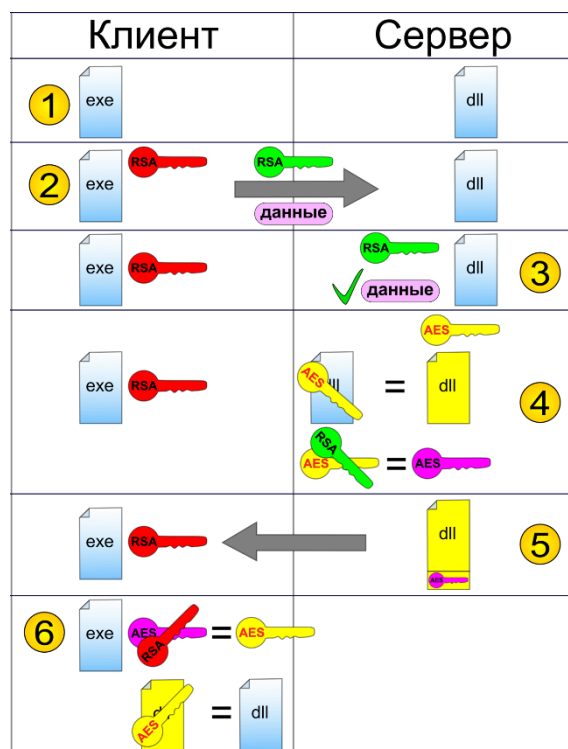 Клиент Сервер
1 exe dll
2 exe RSA RSA данные dll
RSA
exe RSA данные dll 3
AES
exe RSA AES dll = dll 4
RSA AES = AES
exe RSA dll 5
AES
6 exe AES RSA = AES
AES = dll